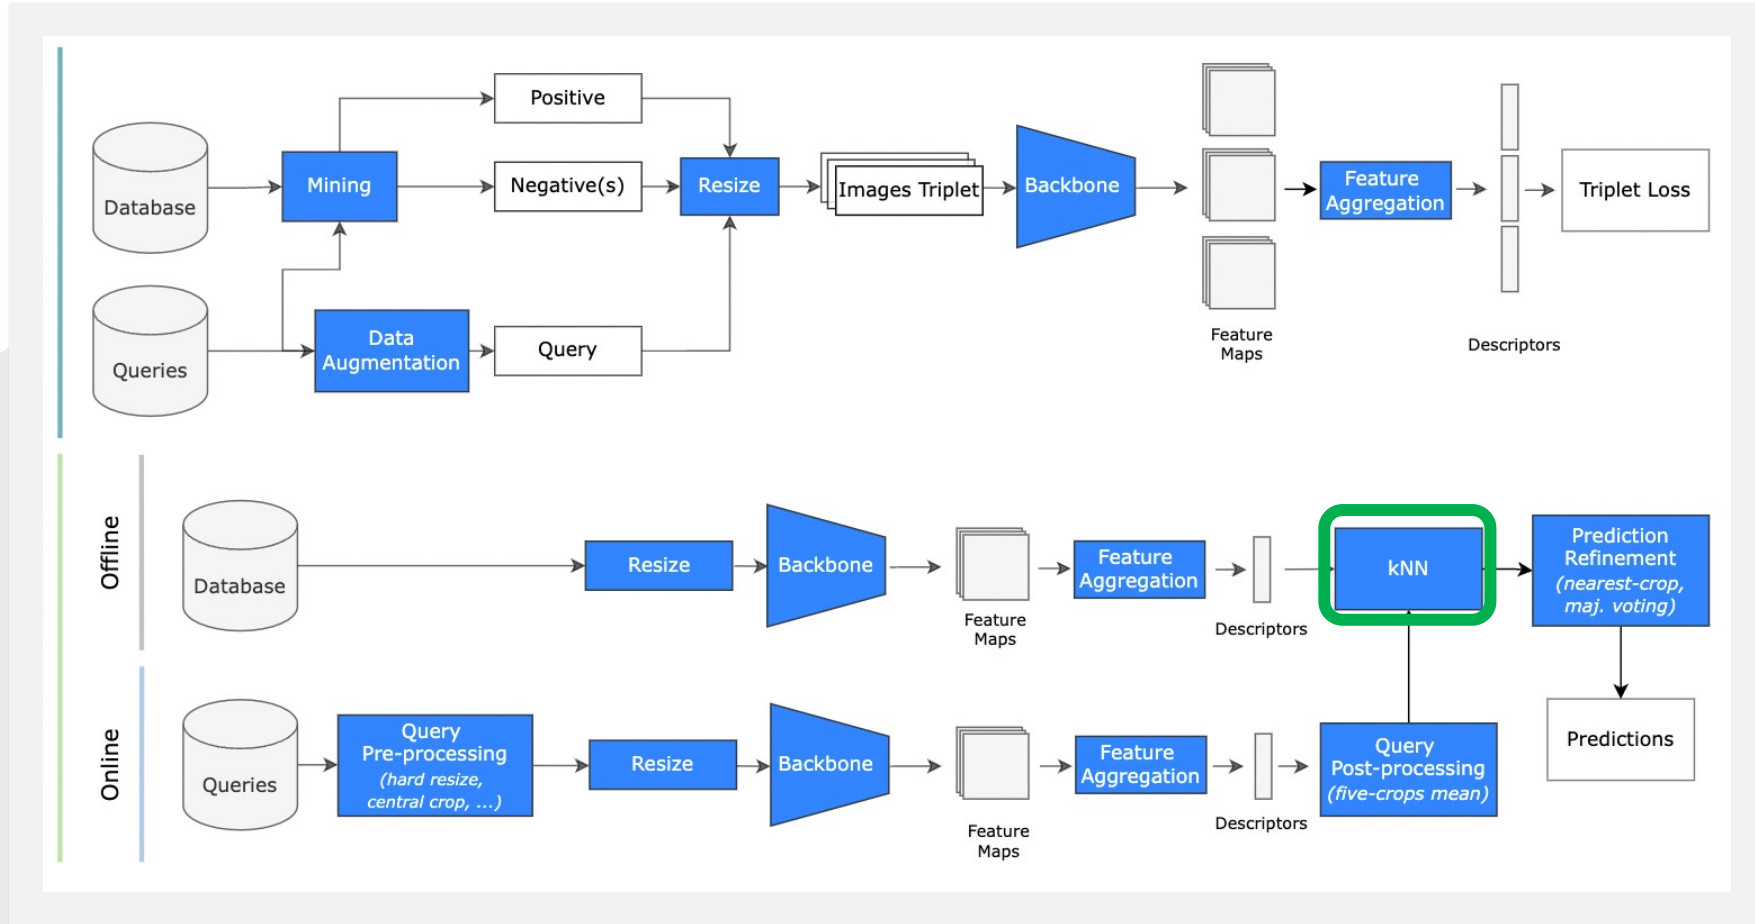 Positive
Database
Mining
Negative(s)
Resize
Images Triplet
Backbone
Feature
Aggregation
Triplet Loss
Queries
Data
Augmentation
Query
Feature
Maps
Descriptors
Offline
Database
Resize
Backbone
Feature
Maps
Feature
Aggregation
Descriptors
kNN
Prediction
Refinement
(nearest-crop,
maj. voting)
Online
Queries
Query
Pre-processing
(hard resize,
central crop, ...)
Resize
Backbone
Feature
Maps
Feature
Aggregation
Descriptors
Query
Post-processing
(five-crops mean)
Predictions